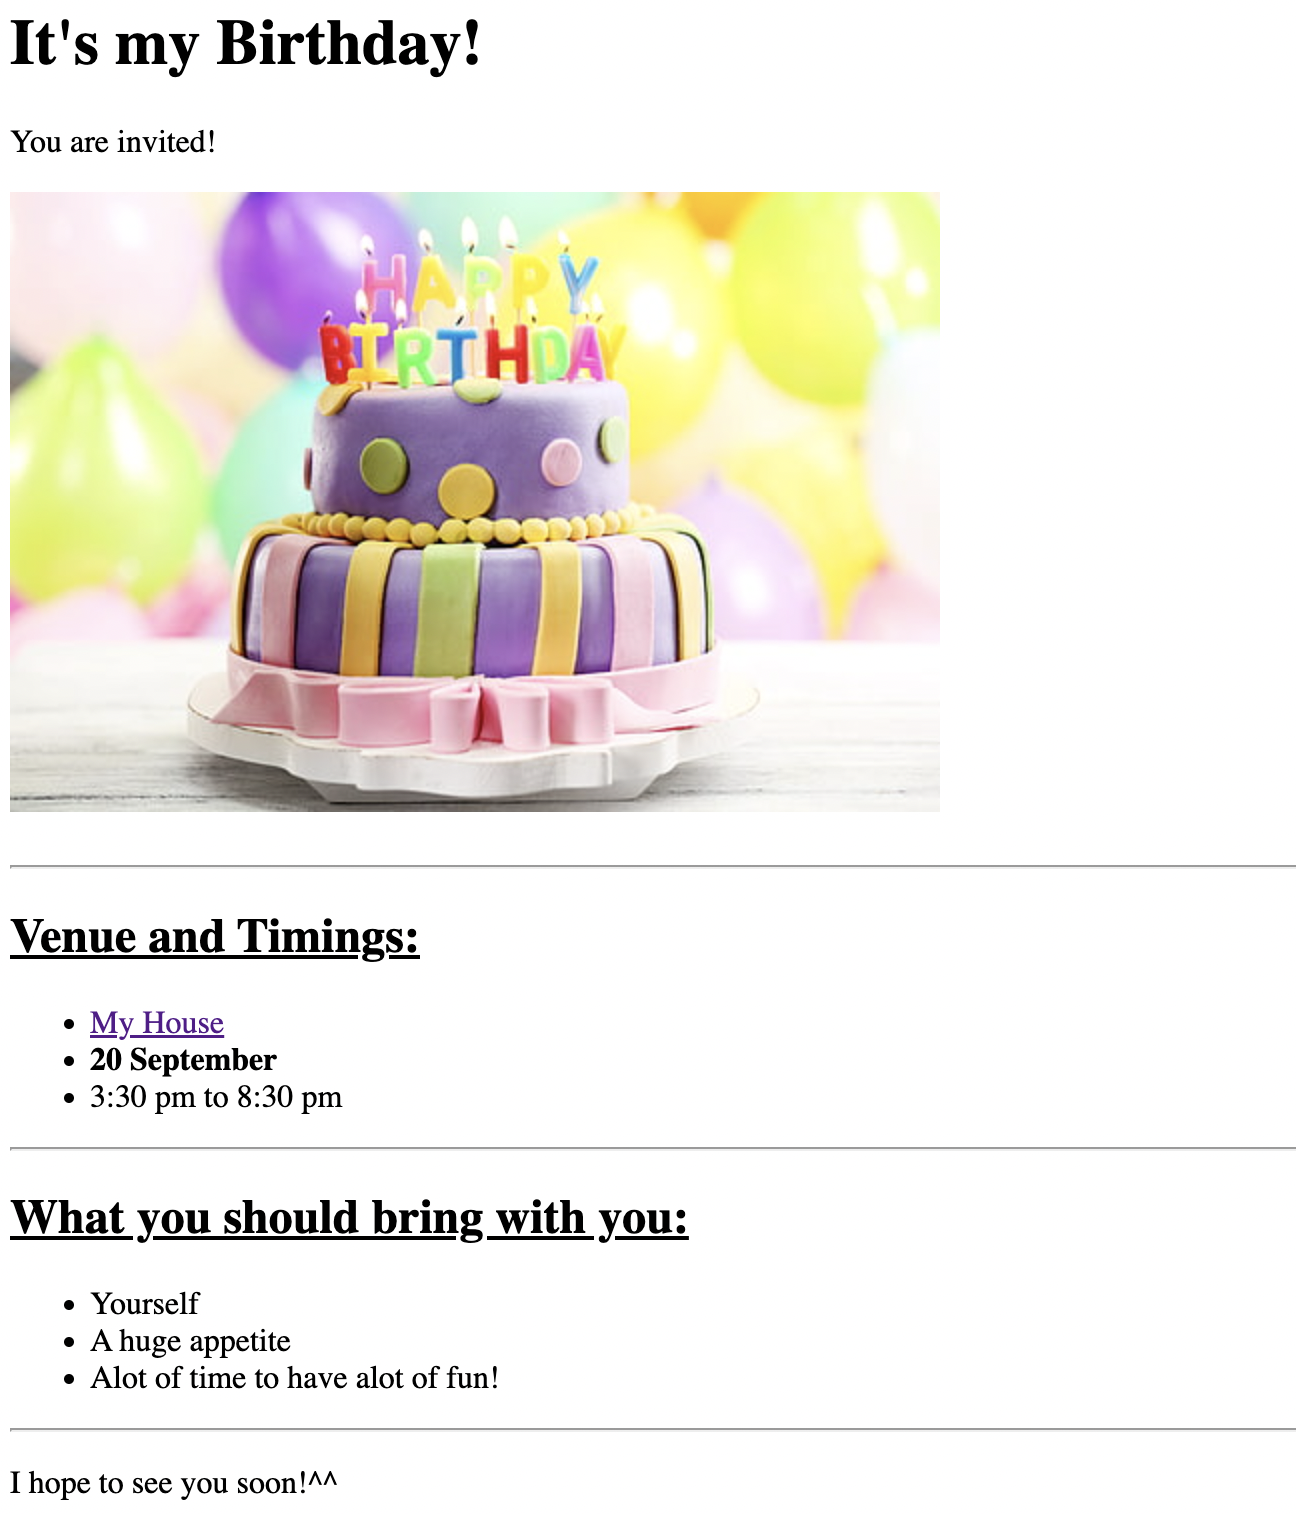 It's my Birthday!
You are invited!
HAPPY
BIRTHDAY
Venue and Timings:
My House
20 September
3:30 pm to 8:30 pm
What you should bring with you:
Yourself
A huge appetite
Alot of time to have alot of fun!
I hope to see you soon!^^